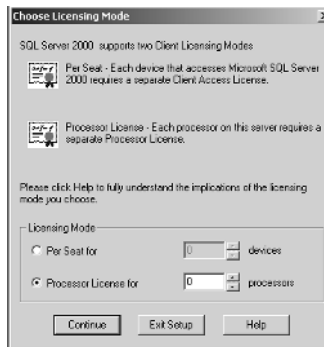 Choose Licensing Mode
SQL Server 2000 supports two Client Licensing Modes
Per Seat - Each device that accesses Microsoft SQL Server
2000 requires a separate Client Access License.
Processor License - Each processor on this server requires a
separate Processor License.
Please click Help to fully understand the implications of the licensing
mode you choose.
Licensing Mode
Per Seat for 0 devices
Processor License for 0 processors
Continue Exit Setup Help